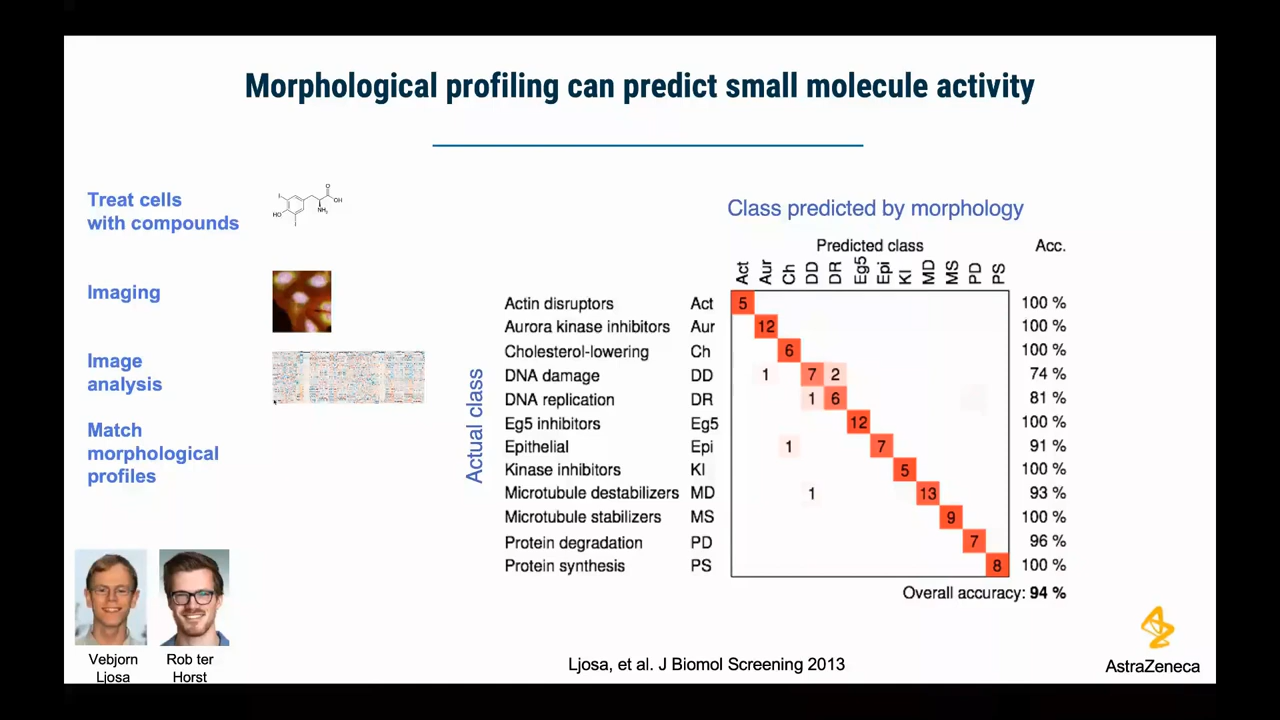 Morphological profiling can predict small molecule activity
Treat cells
with compounds
I
O
OH
HO
NH2
I
Imaging
Image
analysis
Match
morphological
profiles
Vebjorn
Ljosa
Rob ter
Horst
Class predicted by morphology
Predicted class Acc.
Act Aur Ch DD DR Eg5 Epi KI MD MS PD PS
Actual class
Actin disruptors Act 5 100 %
Aurora kinase inhibitors Aur 12 100 %
Cholesterol-lowering Ch 6 100 %
DNA damage DD 1 7 2 74 %
DNA replication DR 1 6 81 %
Eg5 inhibitors Eg5 12 100 %
Epithelial Epi 1 7 91 %
Kinase inhibitors KI 5 100 %
Microtubule destabilizers MD 1 13 93 %
Microtubule stabilizers MS 9 100 %
Protein degradation PD 7 96 %
Protein synthesis PS 8 100 %
Overall accuracy: 94 %
Ljosa, et al. J Biomol Screening 2013
AstraZeneca